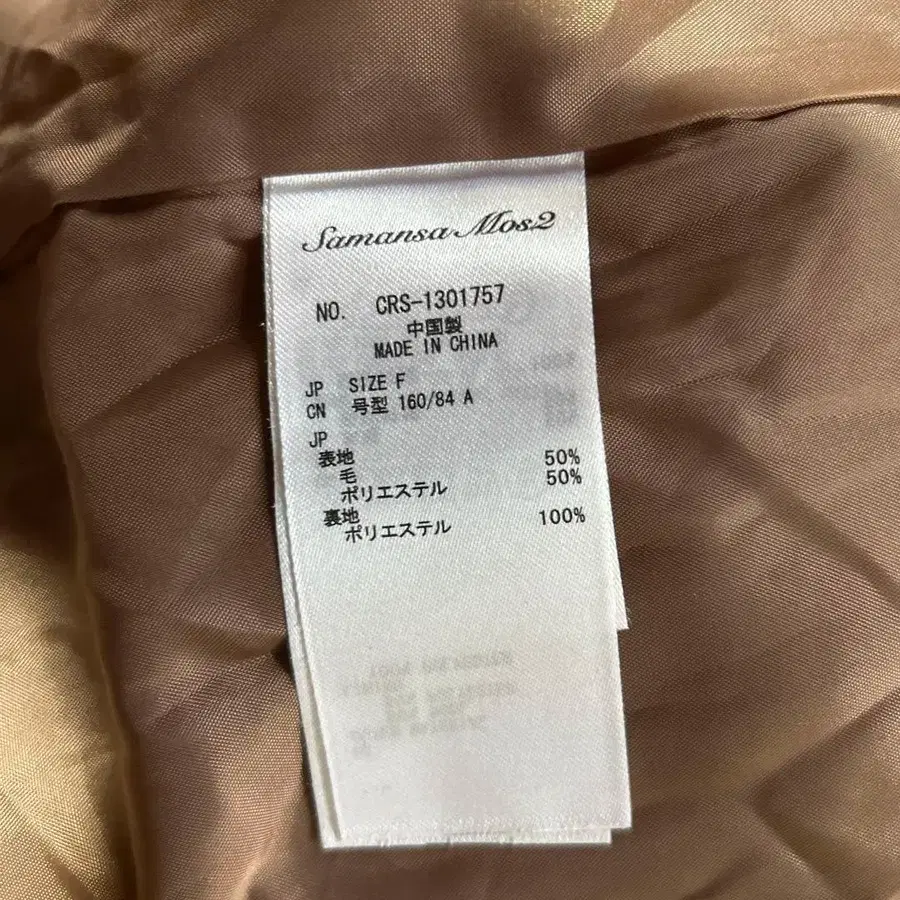 Samansa Mos2
NO. CRS-1301757
中国製
MADE IN CHINA
JP SIZE F
CN 号型 160/84 A
JP
表地
毛 50%
ポリエステル 50%
裏地
ポリエステル 100%